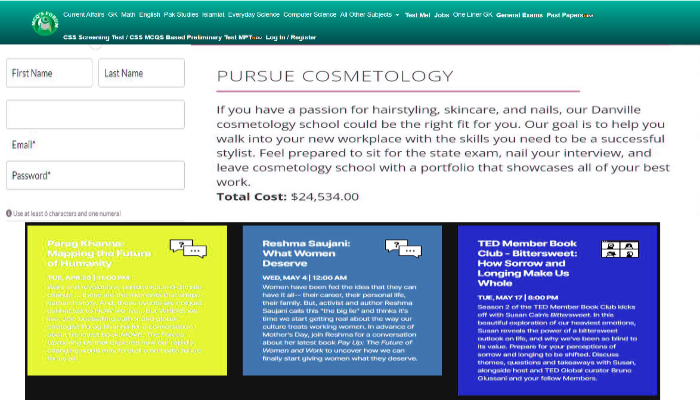 Current Affairs GK Math English Pak Studies Islamiat Everyday Science Computer Science All Other Subjects Test Mel Jobs One Liner GK General Exams Past Papers
CSS Screening Test / CSS MCQS Based Preliminary Test MPT Log In / Register
First Name Last Name
Email*
Password*
Use at least 6 characters and one numeral
PURSUE COSMETOLOGY
If you have a passion for hairstyling, skincare, and nails, our Danville
cosmetology school could be the right fit for you. Our goal is to help you
walk into your new workplace with the skills you need to be a successful
stylist. Feel prepared to sit for the state exam, nail your interview, and
leave cosmetology school with a portfolio that showcases all of your best
work.
Total Cost: $24,534.00
Parag Khanna:
Mapping the Future
of Humanity
Reshma Saujani:
What Women
Deserve
WED, MAY 4 | 12:00 AM
Women have been fed the idea that they can
have it all— their career, their personal life,
their family. But, activist and author Reshma
Saujani calls this "the big lie" and thinks it's
time we start getting real about the way our
culture treats working women. In advance of
Mother's Day, join Reshma for a conversation
about her latest book Pay Up: The Future of
Women and Work to uncover how we can
finally start giving women what they deserve.
TED Member Book
Club - Bittersweet:
How Sorrow and
Longing Make Us
Whole
TUE, MAY 17 | 8:00 PM
Season 2 of the TED Member Book Club kicks
off with Susan Cain's Bittersweet. In this
beautiful exploration of our heaviest emotions,
Susan reveals the power of a bittersweet
outlook on life, and why we've been so blind to
its value. Prepare for your perceptions of
sorrow and longing to be shifted. Discuss
themes, questions and takeaways with Susan,
alongside host and TED Global curator Bruno
Giussani and your fellow Members.